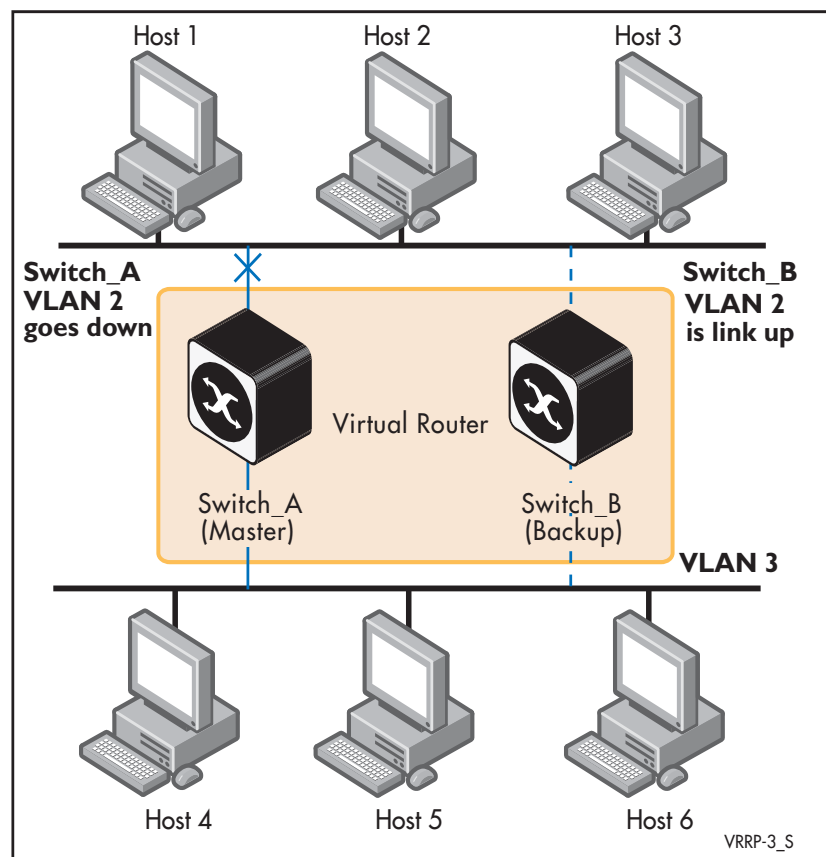 Host 1
Host 2
Host 3
Switch_A
VLAN 2
goes down
Switch_B
VLAN 2
is link up
Virtual Router
Switch_A
(Master)
Switch_B
(Backup)
VLAN 3
Host 4
Host 5
Host 6
VRRP-3_S